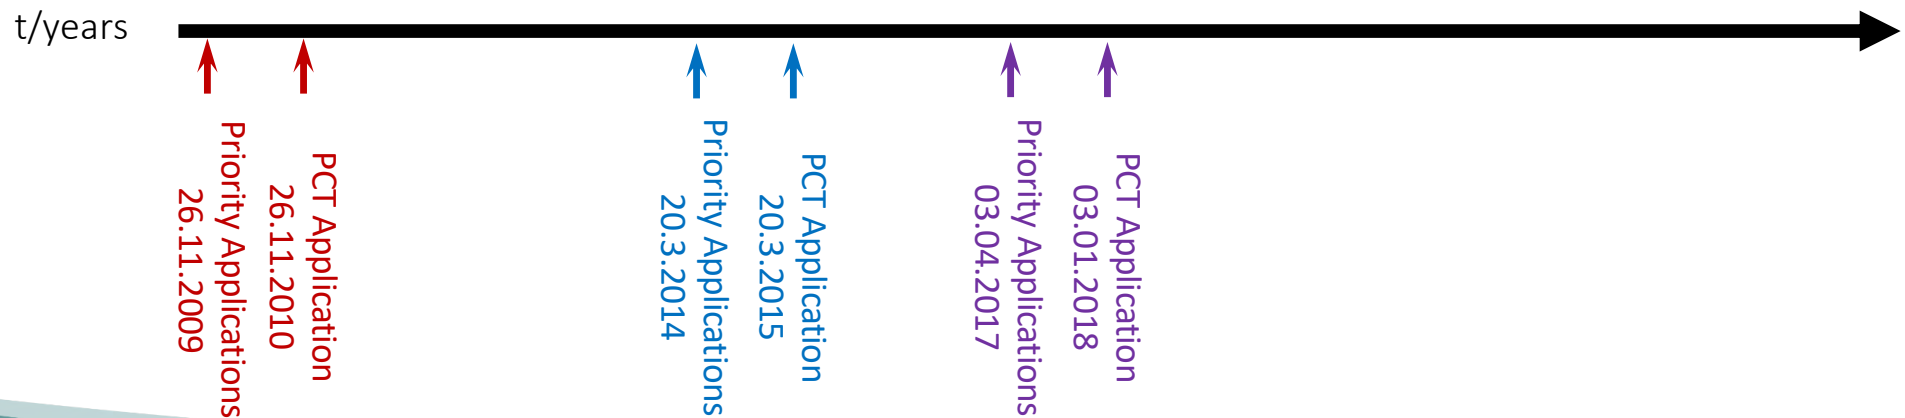 t/years
Priority Applications
26.11.2009
PCT Application
26.11.2010
Priority Applications
20.3.2014
PCT Application
20.3.2015
Priority Applications
03.04.2017
PCT Application
03.01.2018